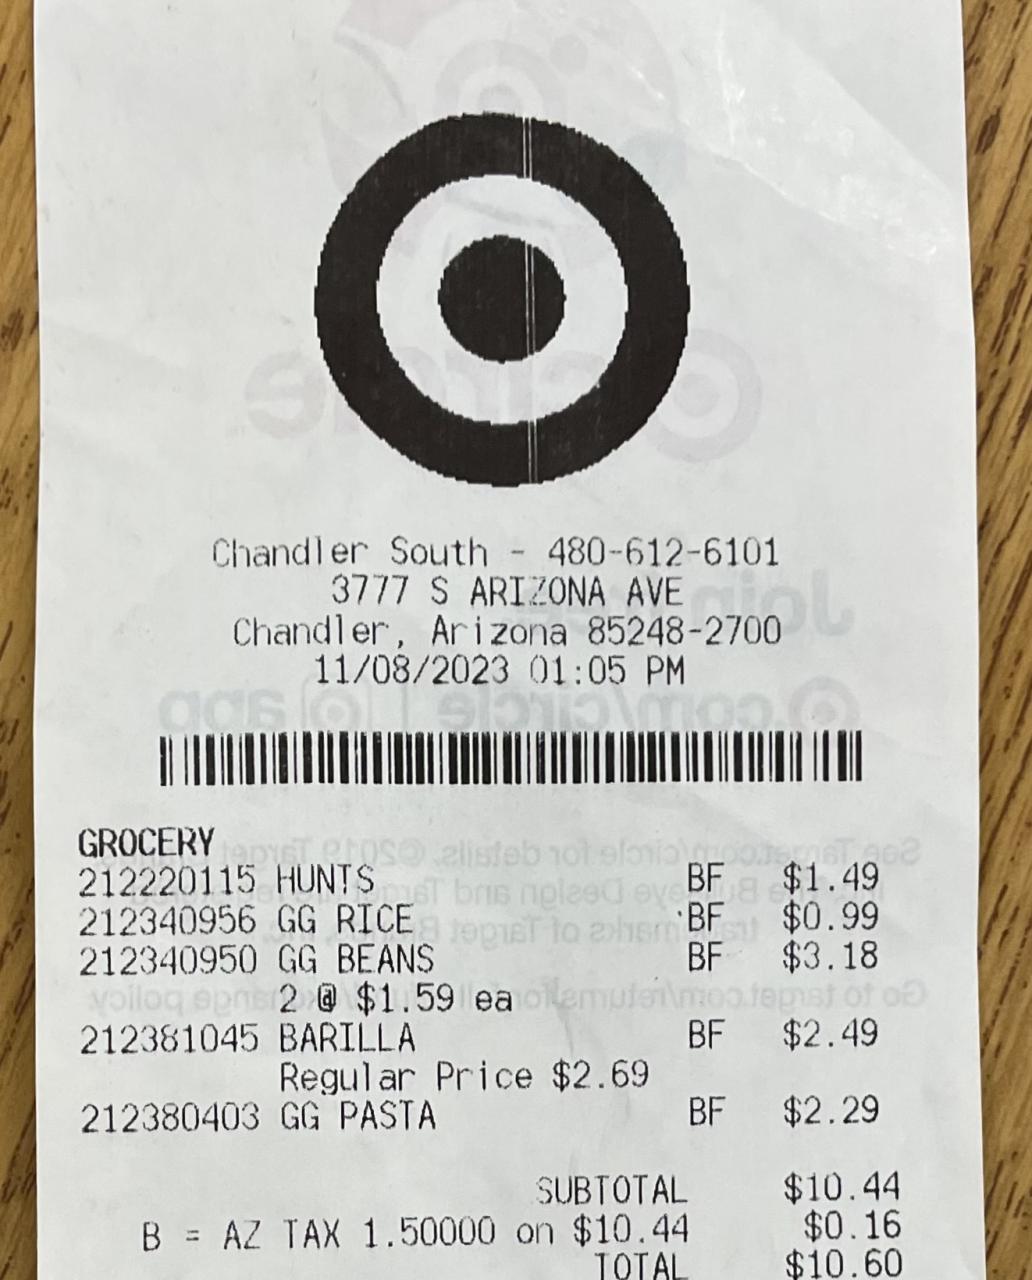 Chandler South - 480-612-6101
3777 S ARIZONA AVE
Chandler, Arizona 85248-2700
11/08/2023 01:05 PM
GROCERY
212220115 HUNTS BF $1.49
212340956 GG RICE BF $0.99
212340950 GG BEANS BF $3.18
2 @ $1.59 ea
212381045 BARILLA BF $2.49
Regular Price $2.69
212380403 GG PASTA BF $2.29
SUBTOTAL $10.44
B = AZ TAX 1.50000 on $10.44 $0.16
TOTAL $10.60